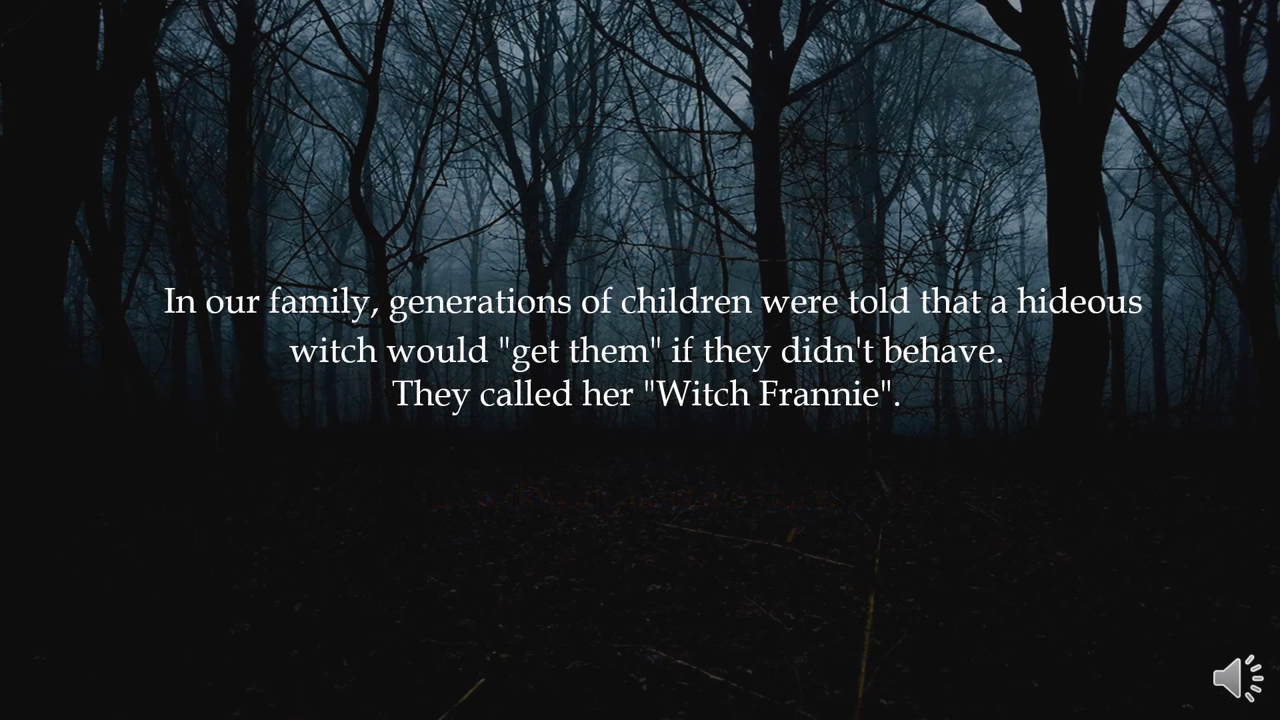 In our family, generations of children were told that a hideous
witch would "get them" if they didn't behave.
They called her "Witch Frannie".